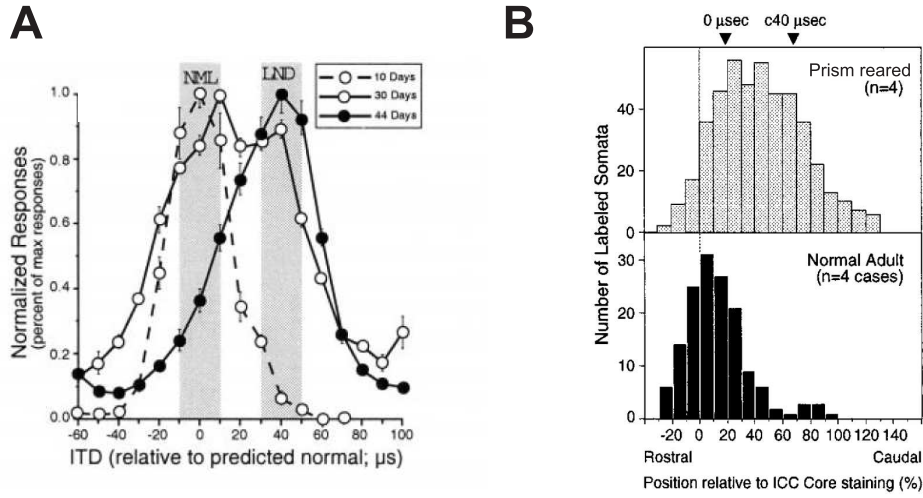 A
NML LND
10 Days
30 Days
44 Days
Normalized Responses
(percent of max responses)
1.0
0.8
0.6
0.4
0.2
0.0
-60 -40 -20 0 20 40 60 80 100
ITD (relative to predicted normal; μs)
B
0 μsec c40 μsec
Prism reared
(n=4)
40
20
0
Normal Adult
(n=4 cases)
Number of Labeled Somata
30
20
10
0
-20 0 20 40 60 80 100 120 140
Rostral Caudal
Position relative to ICC Core staining (%)